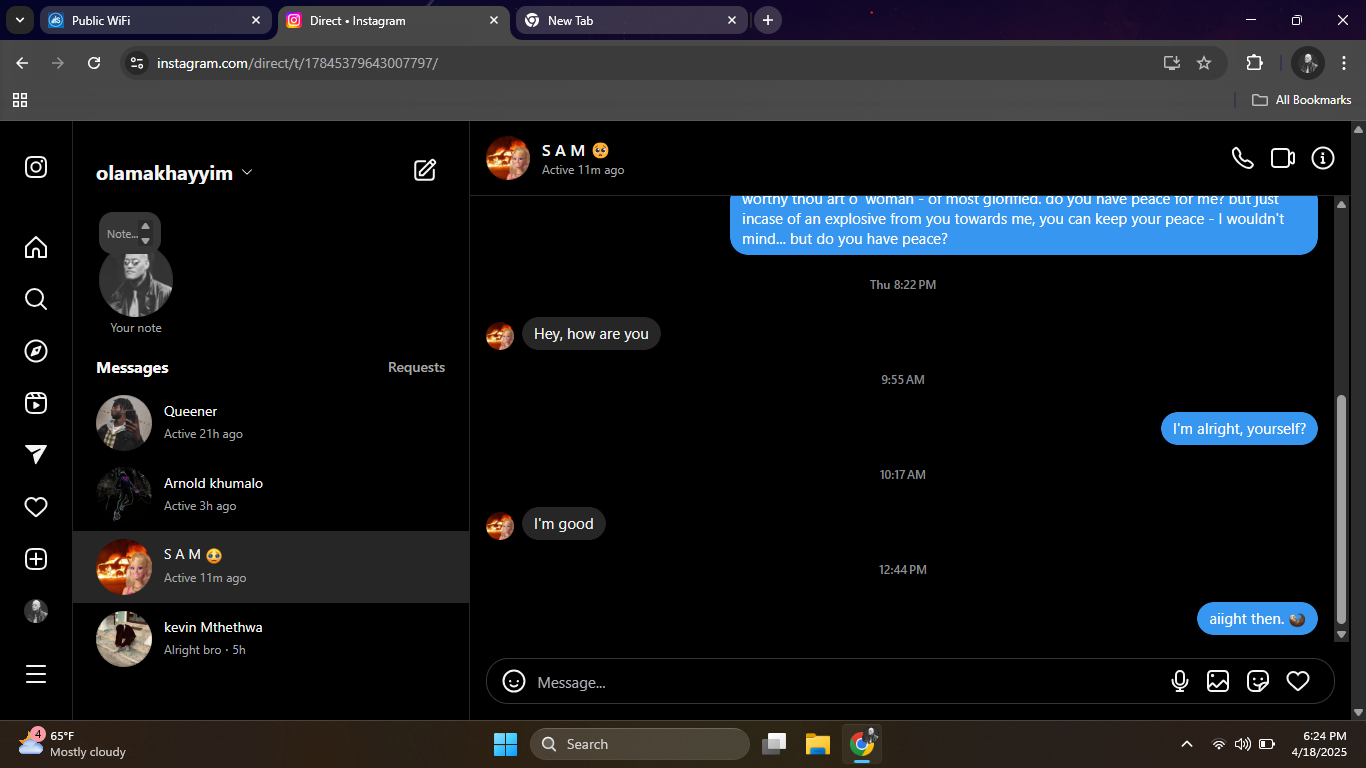 Public WiFi
Direct • Instagram
New Tab
instagram.com/direct/t/17845379643007797/
All Bookmarks
olamakhayyim
Note...
Your note
Messages
Requests
Queener
Active 21h ago
Arnold khumalo
Active 3h ago
S A M 🥹
Active 11m ago
kevin Mthethwa
Alright bro · 5h
S A M 🥺
Active 11m ago
worthy thou art o' woman - of most glorified. do you have peace for me? but just
incase of an explosive from you towards me, you can keep your peace - I wouldn't
mind... but do you have peace?
Thu 8:22 PM
Hey, how are you
9:55 AM
I'm alright, yourself?
10:17 AM
I'm good
12:44 PM
aiight then.
Message...
4
65°F
Mostly cloudy
Search
6:24 PM
4/18/2025